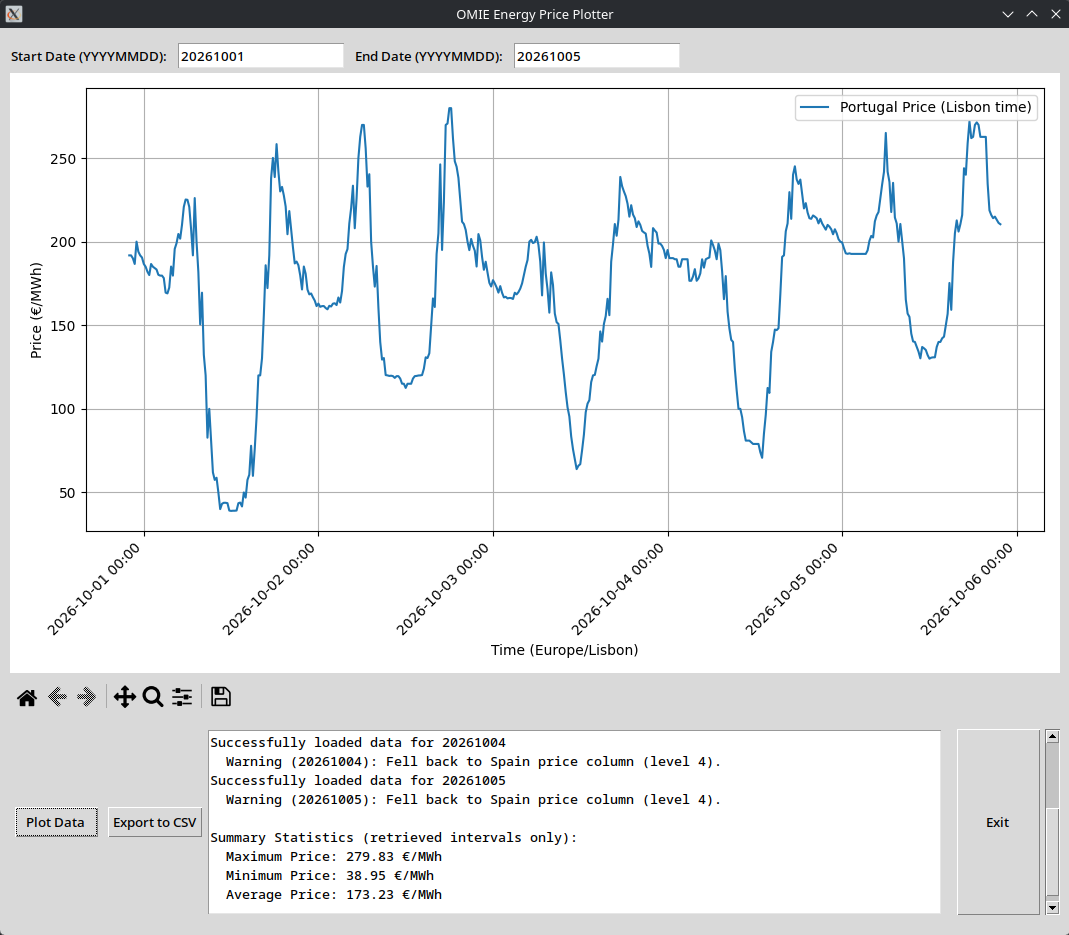 OMIE Energy Price Plotter
Start Date (YYYYMMDD): 20261001 End Date (YYYYMMDD): 20261005
Portugal Price (Lisbon time)
Price (€/MWh)
250
200
150
100
50
2026-10-01 00:00
2026-10-02 00:00
2026-10-03 00:00
2026-10-04 00:00
2026-10-05 00:00
2026-10-06 00:00
Time (Europe/Lisbon)
Plot Data
Export to CSV
Successfully loaded data for 20261004
Warning (20261004): Fell back to Spain price column (level 4).
Successfully loaded data for 20261005
Warning (20261005): Fell back to Spain price column (level 4).
Summary Statistics (retrieved intervals only):
Maximum Price: 279.83 €/MWh
Minimum Price: 38.95 €/MWh
Average Price: 173.23 €/MWh
Exit